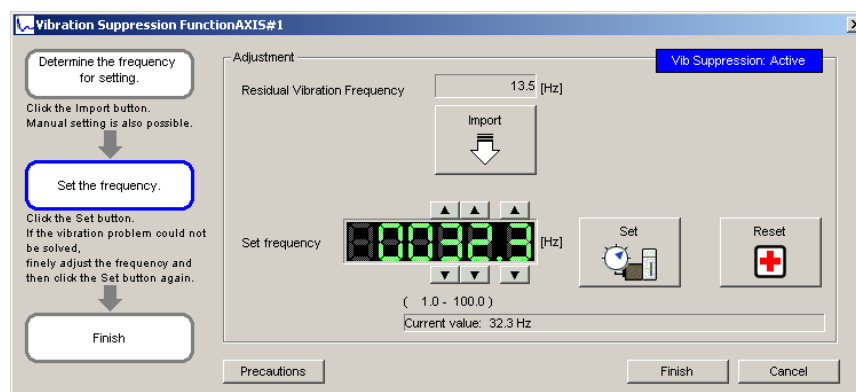 Vibration Suppression FunctionAXIS#1
Determine the frequency
for setting.
Click the Import button.
Manual setting is also possible.
Set the frequency.
Click the Set button.
If the vibration problem could not
be solved,
finely adjust the frequency and
then click the Set button again.
Finish
Adjustment
Vib Suppression: Active
Residual Vibration Frequency 13.5 [Hz]
Import
Set frequency 0032.3 [Hz]
Set
Reset
( 1.0 - 100.0 )
Current value: 32.3 Hz
Precautions
Finish
Cancel